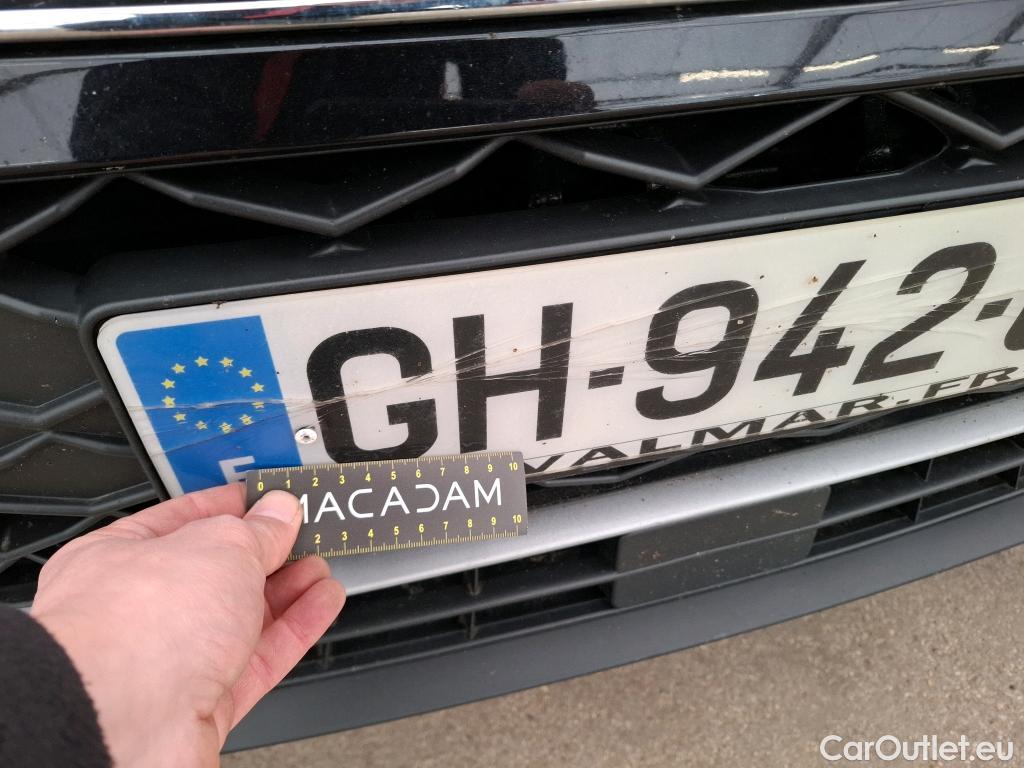 GH-942-
F
VALMAR.FR
0 1 2 3 4 5 6 7 8 9 10
MACADAM
2 3 4 5 6 7 8 9 10
CarOutlet.eu